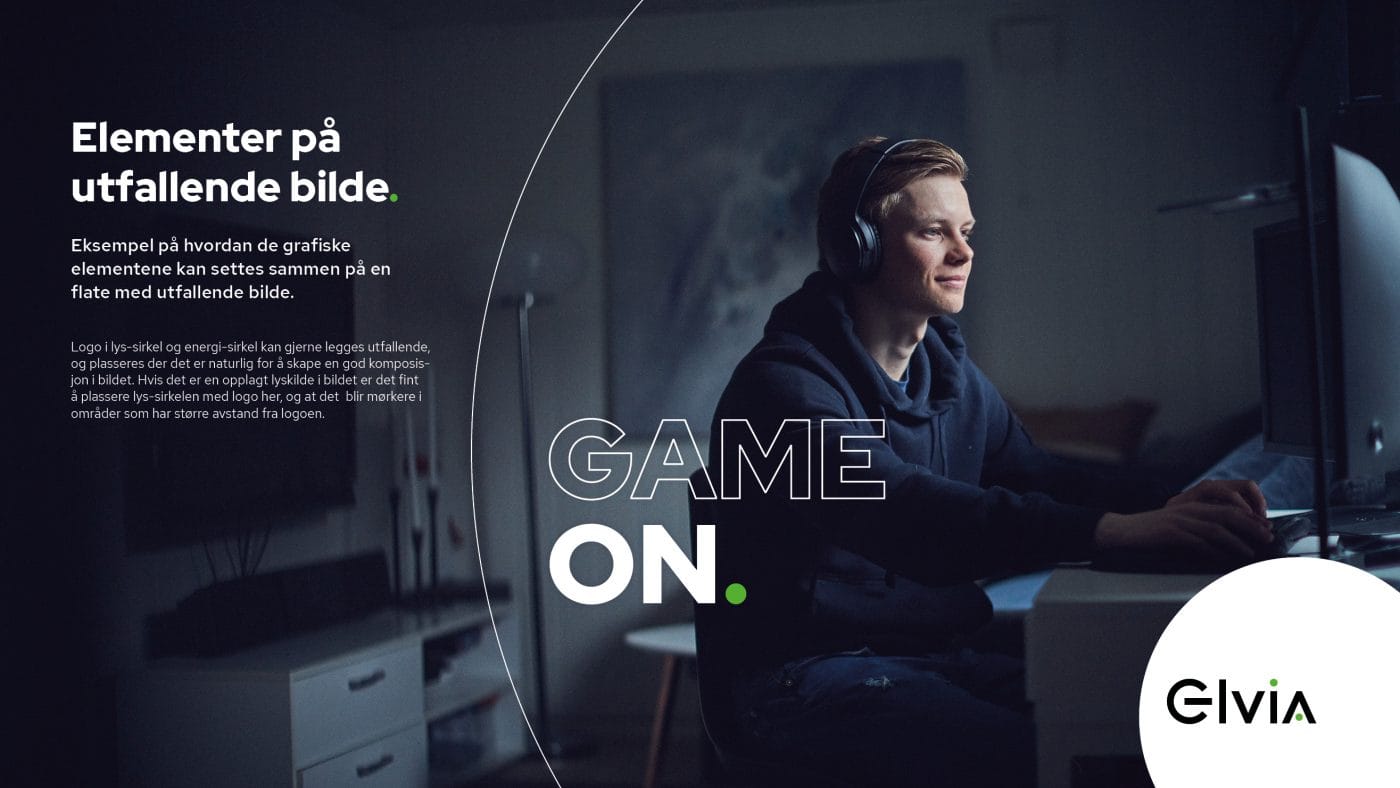 Elementer på
utfallende bilde.
Eksempel på hvordan de grafiske
elementene kan settes sammen på en
flate med utfallende bilde.
Logo i lys-sirkel og energi-sirkel kan gjerne legges utfallende,
og plasseres der det er naturlig for å skape en god komposis-
jon i bildet. Hvis det er en opplagt lyskilde i bildet er det fint
å plassere lys-sirkelen med logo her, og at det  blir mørkere i
områder som har større avstand fra logoen.
GAME
ON.
Elvia